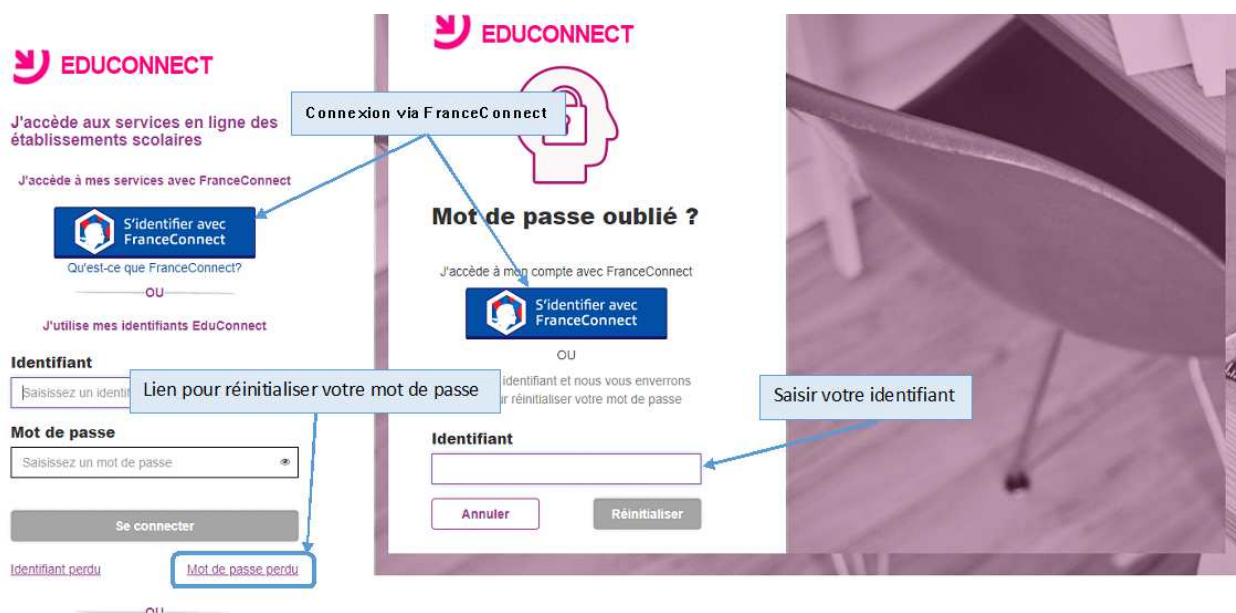 EDUCONNECT
J'accède aux services en ligne des
établissements scolaires
J'accède à mes services avec FranceConnect
S'identifier avec
FranceConnect
Qu'est-ce que FranceConnect?
OU
J'utilise mes identifiants EduConnect
Identifiant
Saisissez un identif
Mot de passe
Saisissez un mot de passe
Se connecter
Identifiant perdu
Mot de passe perdu
OU
Connexion via FranceConnect
Lien pour réinitialiser votre mot de passe
EDUCONNECT
Mot de passe oublié ?
J'accède à mon compte avec FranceConnect
S'identifier avec
FranceConnect
OU
identifiant et nous vous enverrons
réinitialiser votre mot de passe
Identifiant
Annuler
Réinitialiser
Saisir votre identifiant